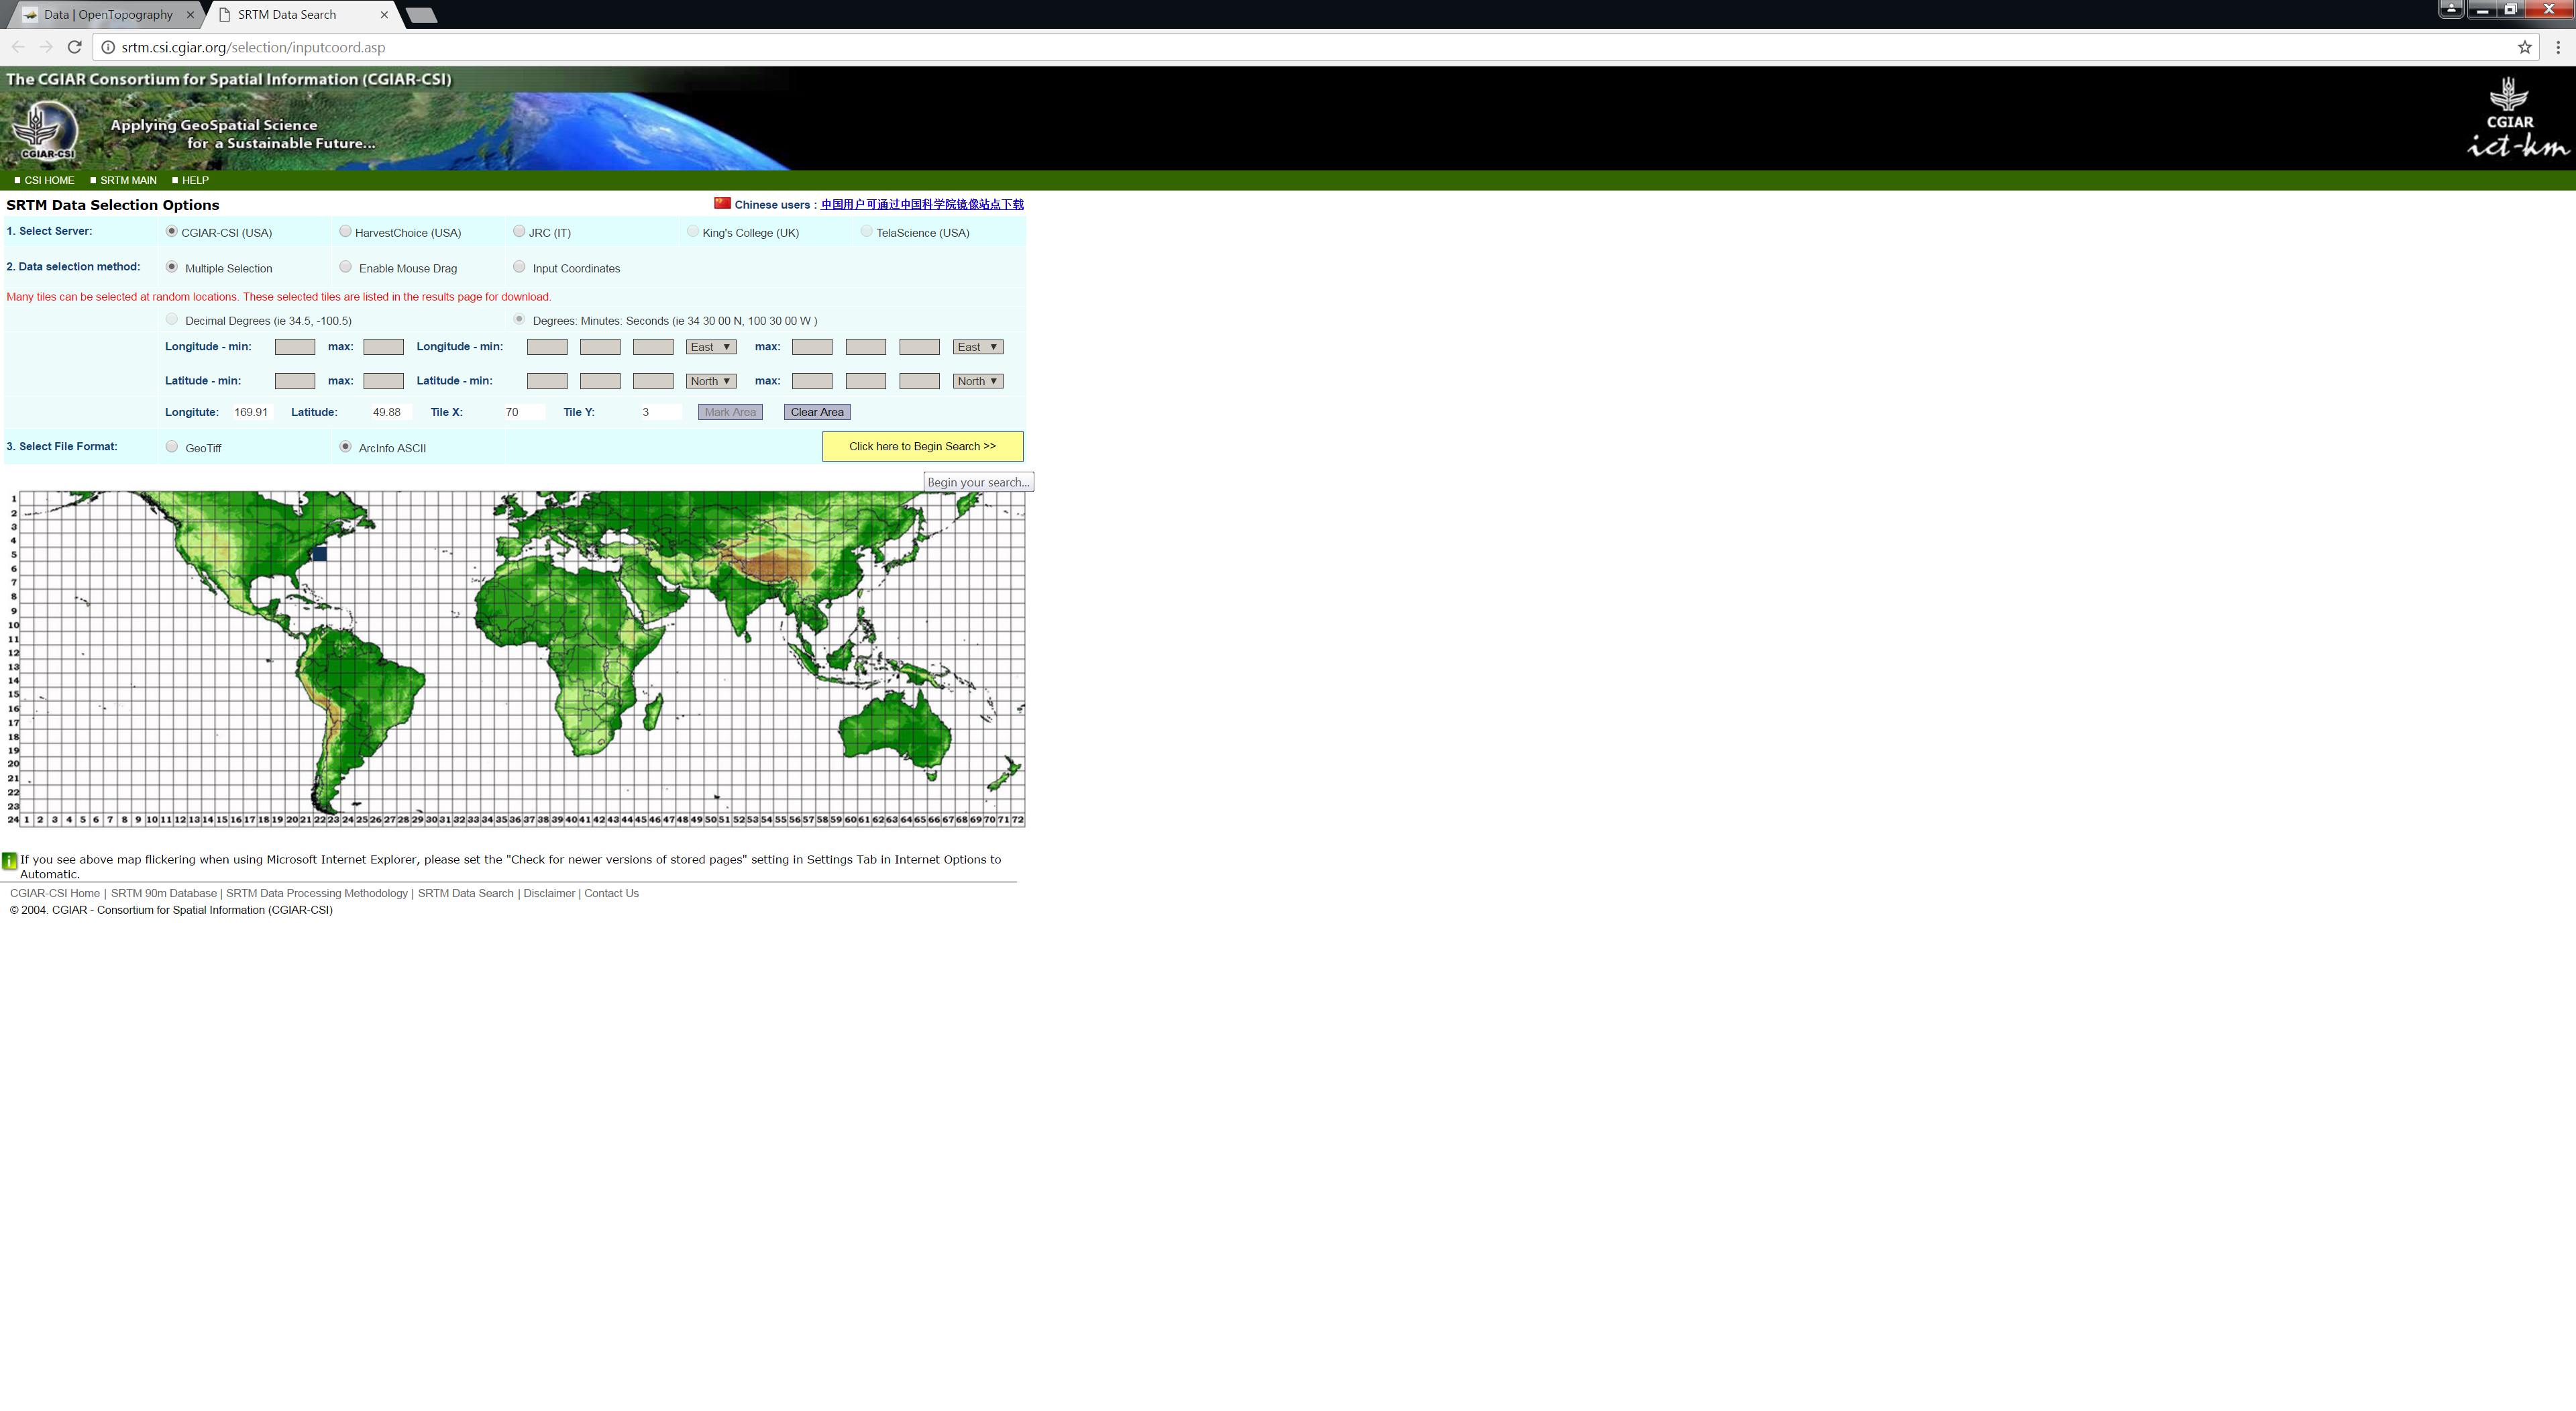 Data | OpenTopography
SRTM Data Search
srtm.csi.cgiar.org/selection/inputcoord.asp
The CGIAR Consortium for Spatial Information (CGIAR-CSI)
Applying GeoSpatial Science
for a Sustainable Future...
CGIAR-CSI
CGIAR
ict-km
CSI HOME SRTM MAIN HELP
SRTM Data Selection Options Chinese users : 中国用户可通过中国科学院镜像站点下载
1. Select Server: CGIAR-CSI (USA) HarvestChoice (USA) JRC (IT) King's College (UK) TelaScience (USA)
2. Data selection method: Multiple Selection Enable Mouse Drag Input Coordinates
Many tiles can be selected at random locations. These selected tiles are listed in the results page for download.
Decimal Degrees (ie 34.5, -100.5) Degrees: Minutes: Seconds (ie 34 30 00 N, 100 30 00 W )
Longitude - min: max: Longitude - min: East max: East
Latitude - min: max: Latitude - min: North max: North
Longitute: 169.91 Latitude: 49.88 Tile X: 70 Tile Y: 3 Mark Area Clear Area
3. Select File Format: GeoTiff ArcInfo ASCII Click here to Begin Search >>
Begin your search...
1
2
3
4
5
6
7
8
9
10
11
12
13
14
15
16
17
18
19
20
21
22
23
24 1 2 3 4 5 6 7 8 9 10 11 12 13 14 15 16 17 18 19 20 21 22 23 24 25 26 27 28 29 30 31 32 33 34 35 36 37 38 39 40 41 42 43 44 45 46 47 48 49 50 51 52 53 54 55 56 57 58 59 60 61 62 63 64 65 66 67 68 69 70 71 72
If you see above map flickering when using Microsoft Internet Explorer, please set the "Check for newer versions of stored pages" setting in Settings Tab in Internet Options to
Automatic.
CGIAR-CSI Home | SRTM 90m Database | SRTM Data Processing Methodology | SRTM Data Search | Disclaimer | Contact Us
© 2004. CGIAR - Consortium for Spatial Information (CGIAR-CSI)